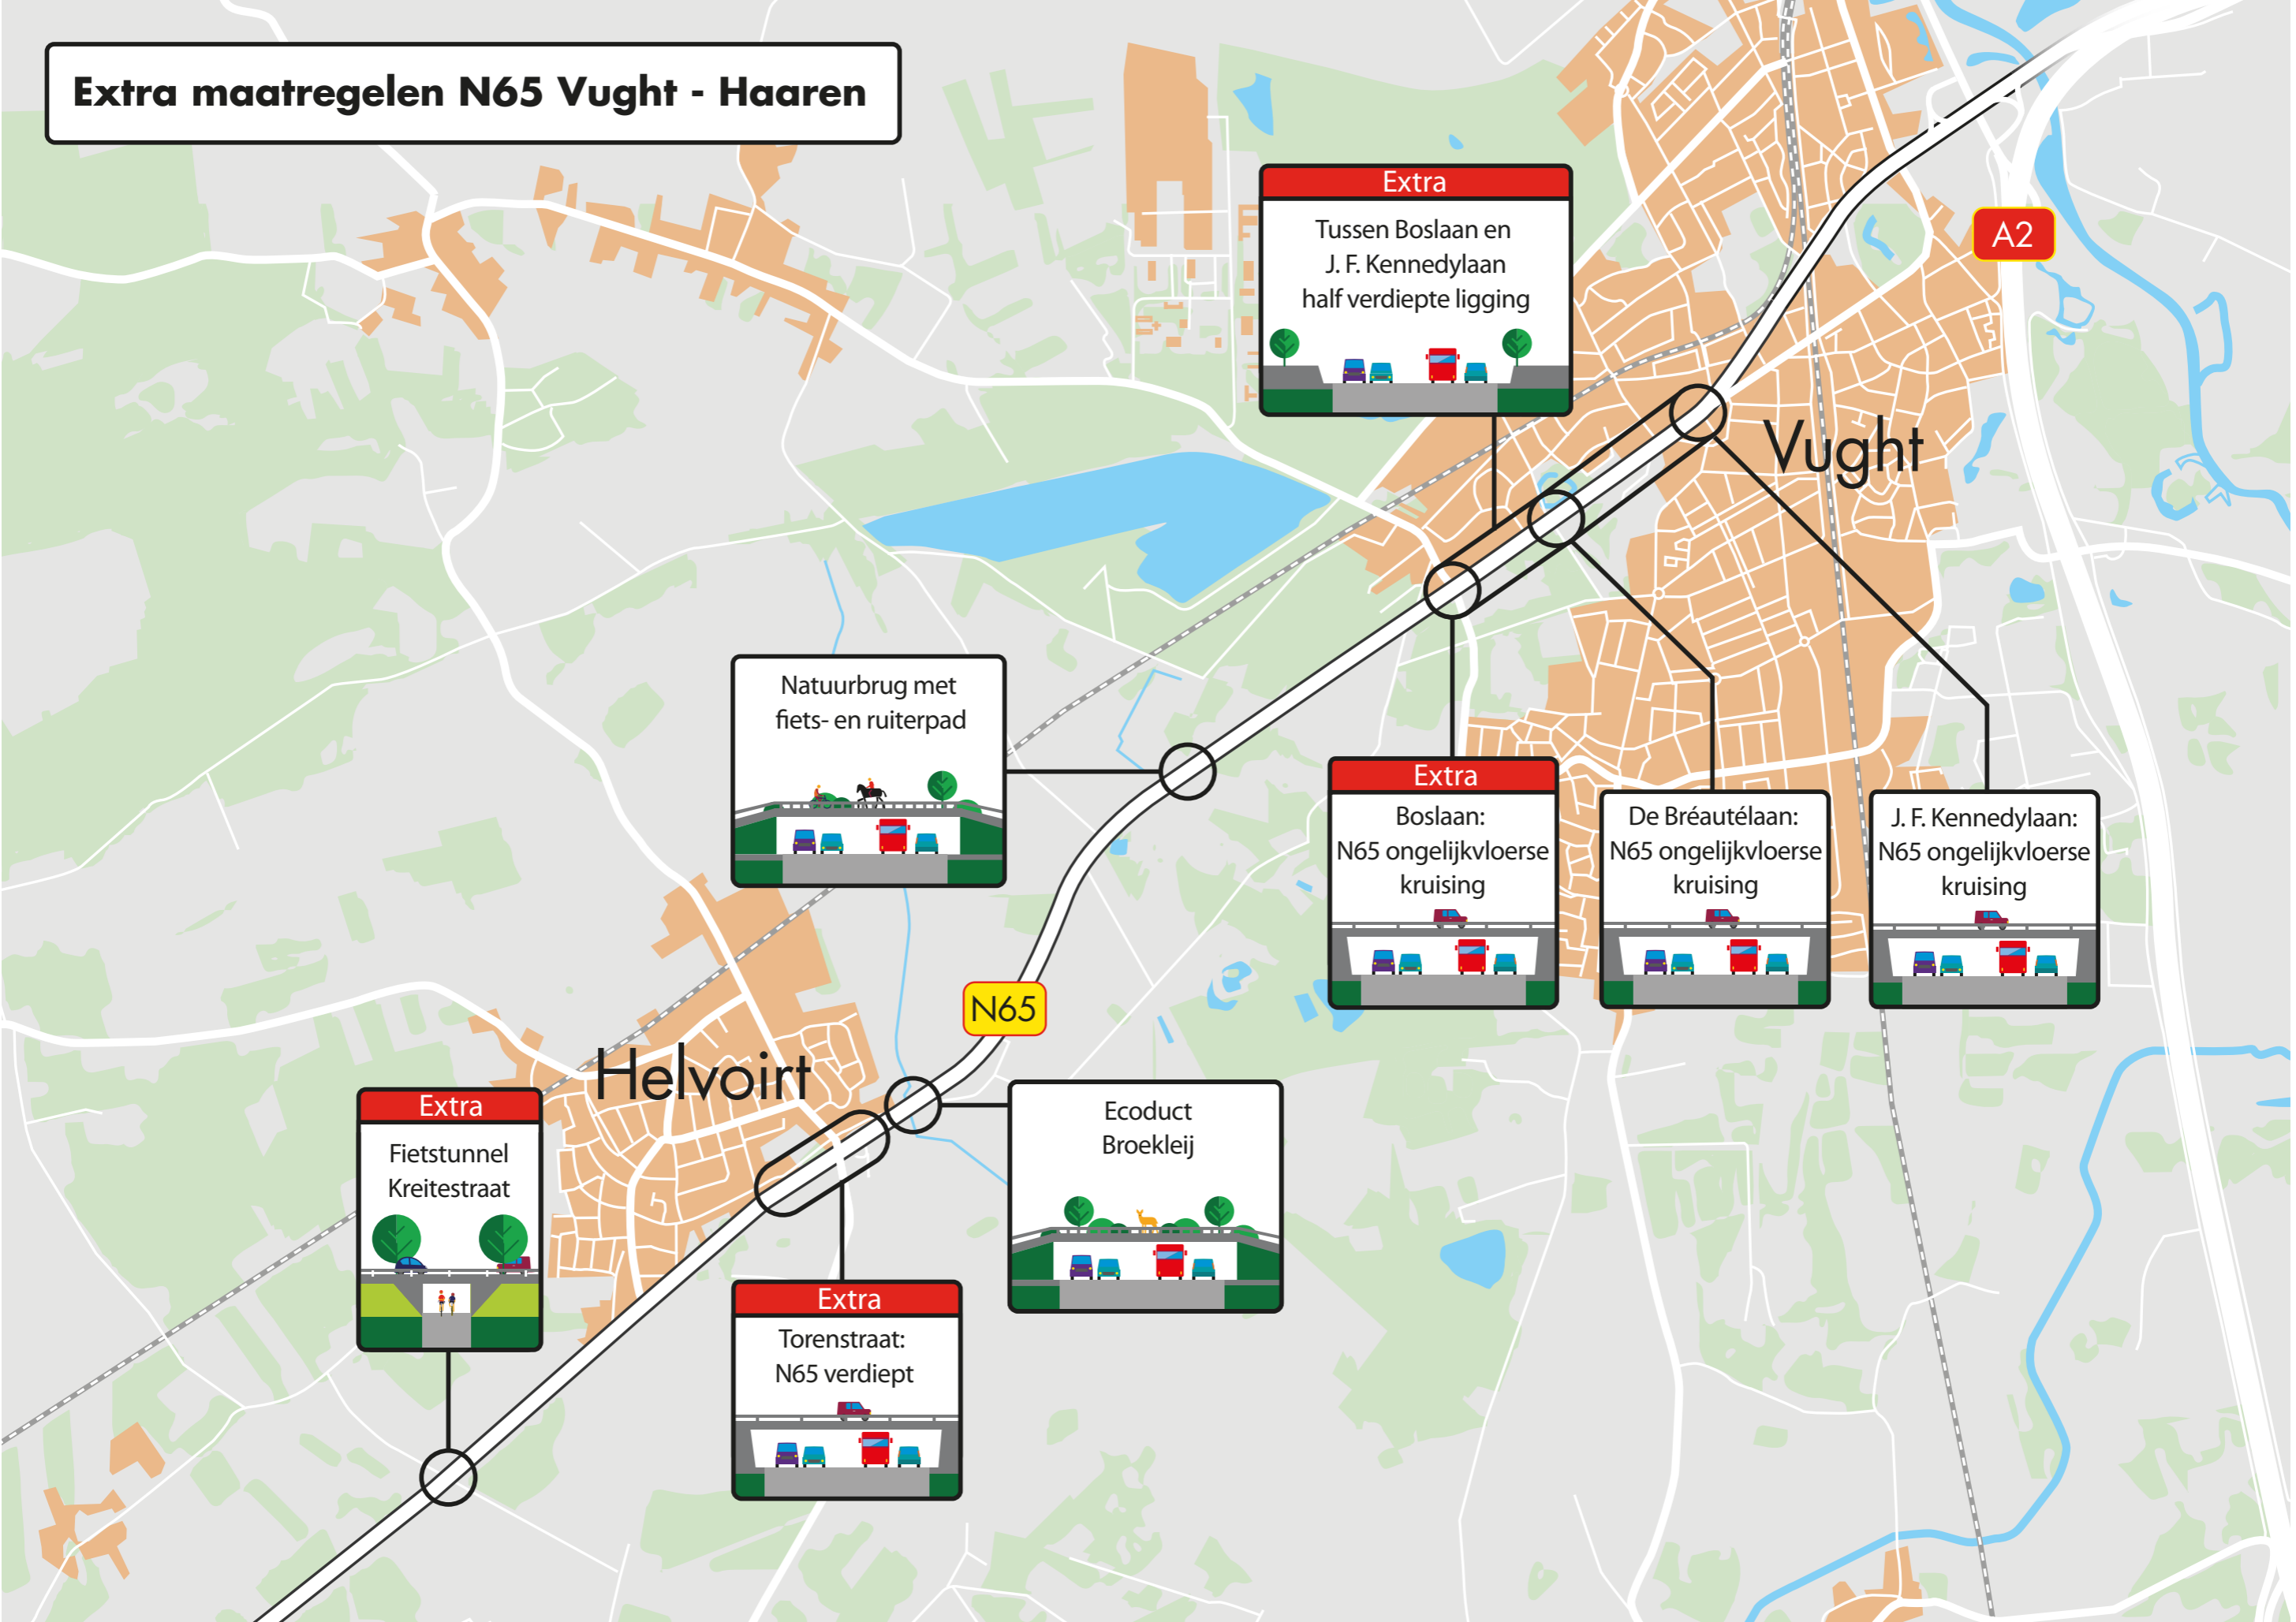 Extra maatregelen N65 Vught - Haaren
Extra
Tussen Boslaan en
J. F. Kennedylaan
half verdiepte ligging
A2
Vught
Natuurbrug met
fiets- en ruiterpad
Extra
Boslaan:
N65 ongelijkvloerse
kruising
De Bréautélaan:
N65 ongelijkvloerse
kruising
J. F. Kennedylaan:
N65 ongelijkvloerse
kruising
N65
Helvoirt
Extra
Fietstunnel
Kreitestraat
Ecoduct
Broekleij
Extra
Torenstraat:
N65 verdiept